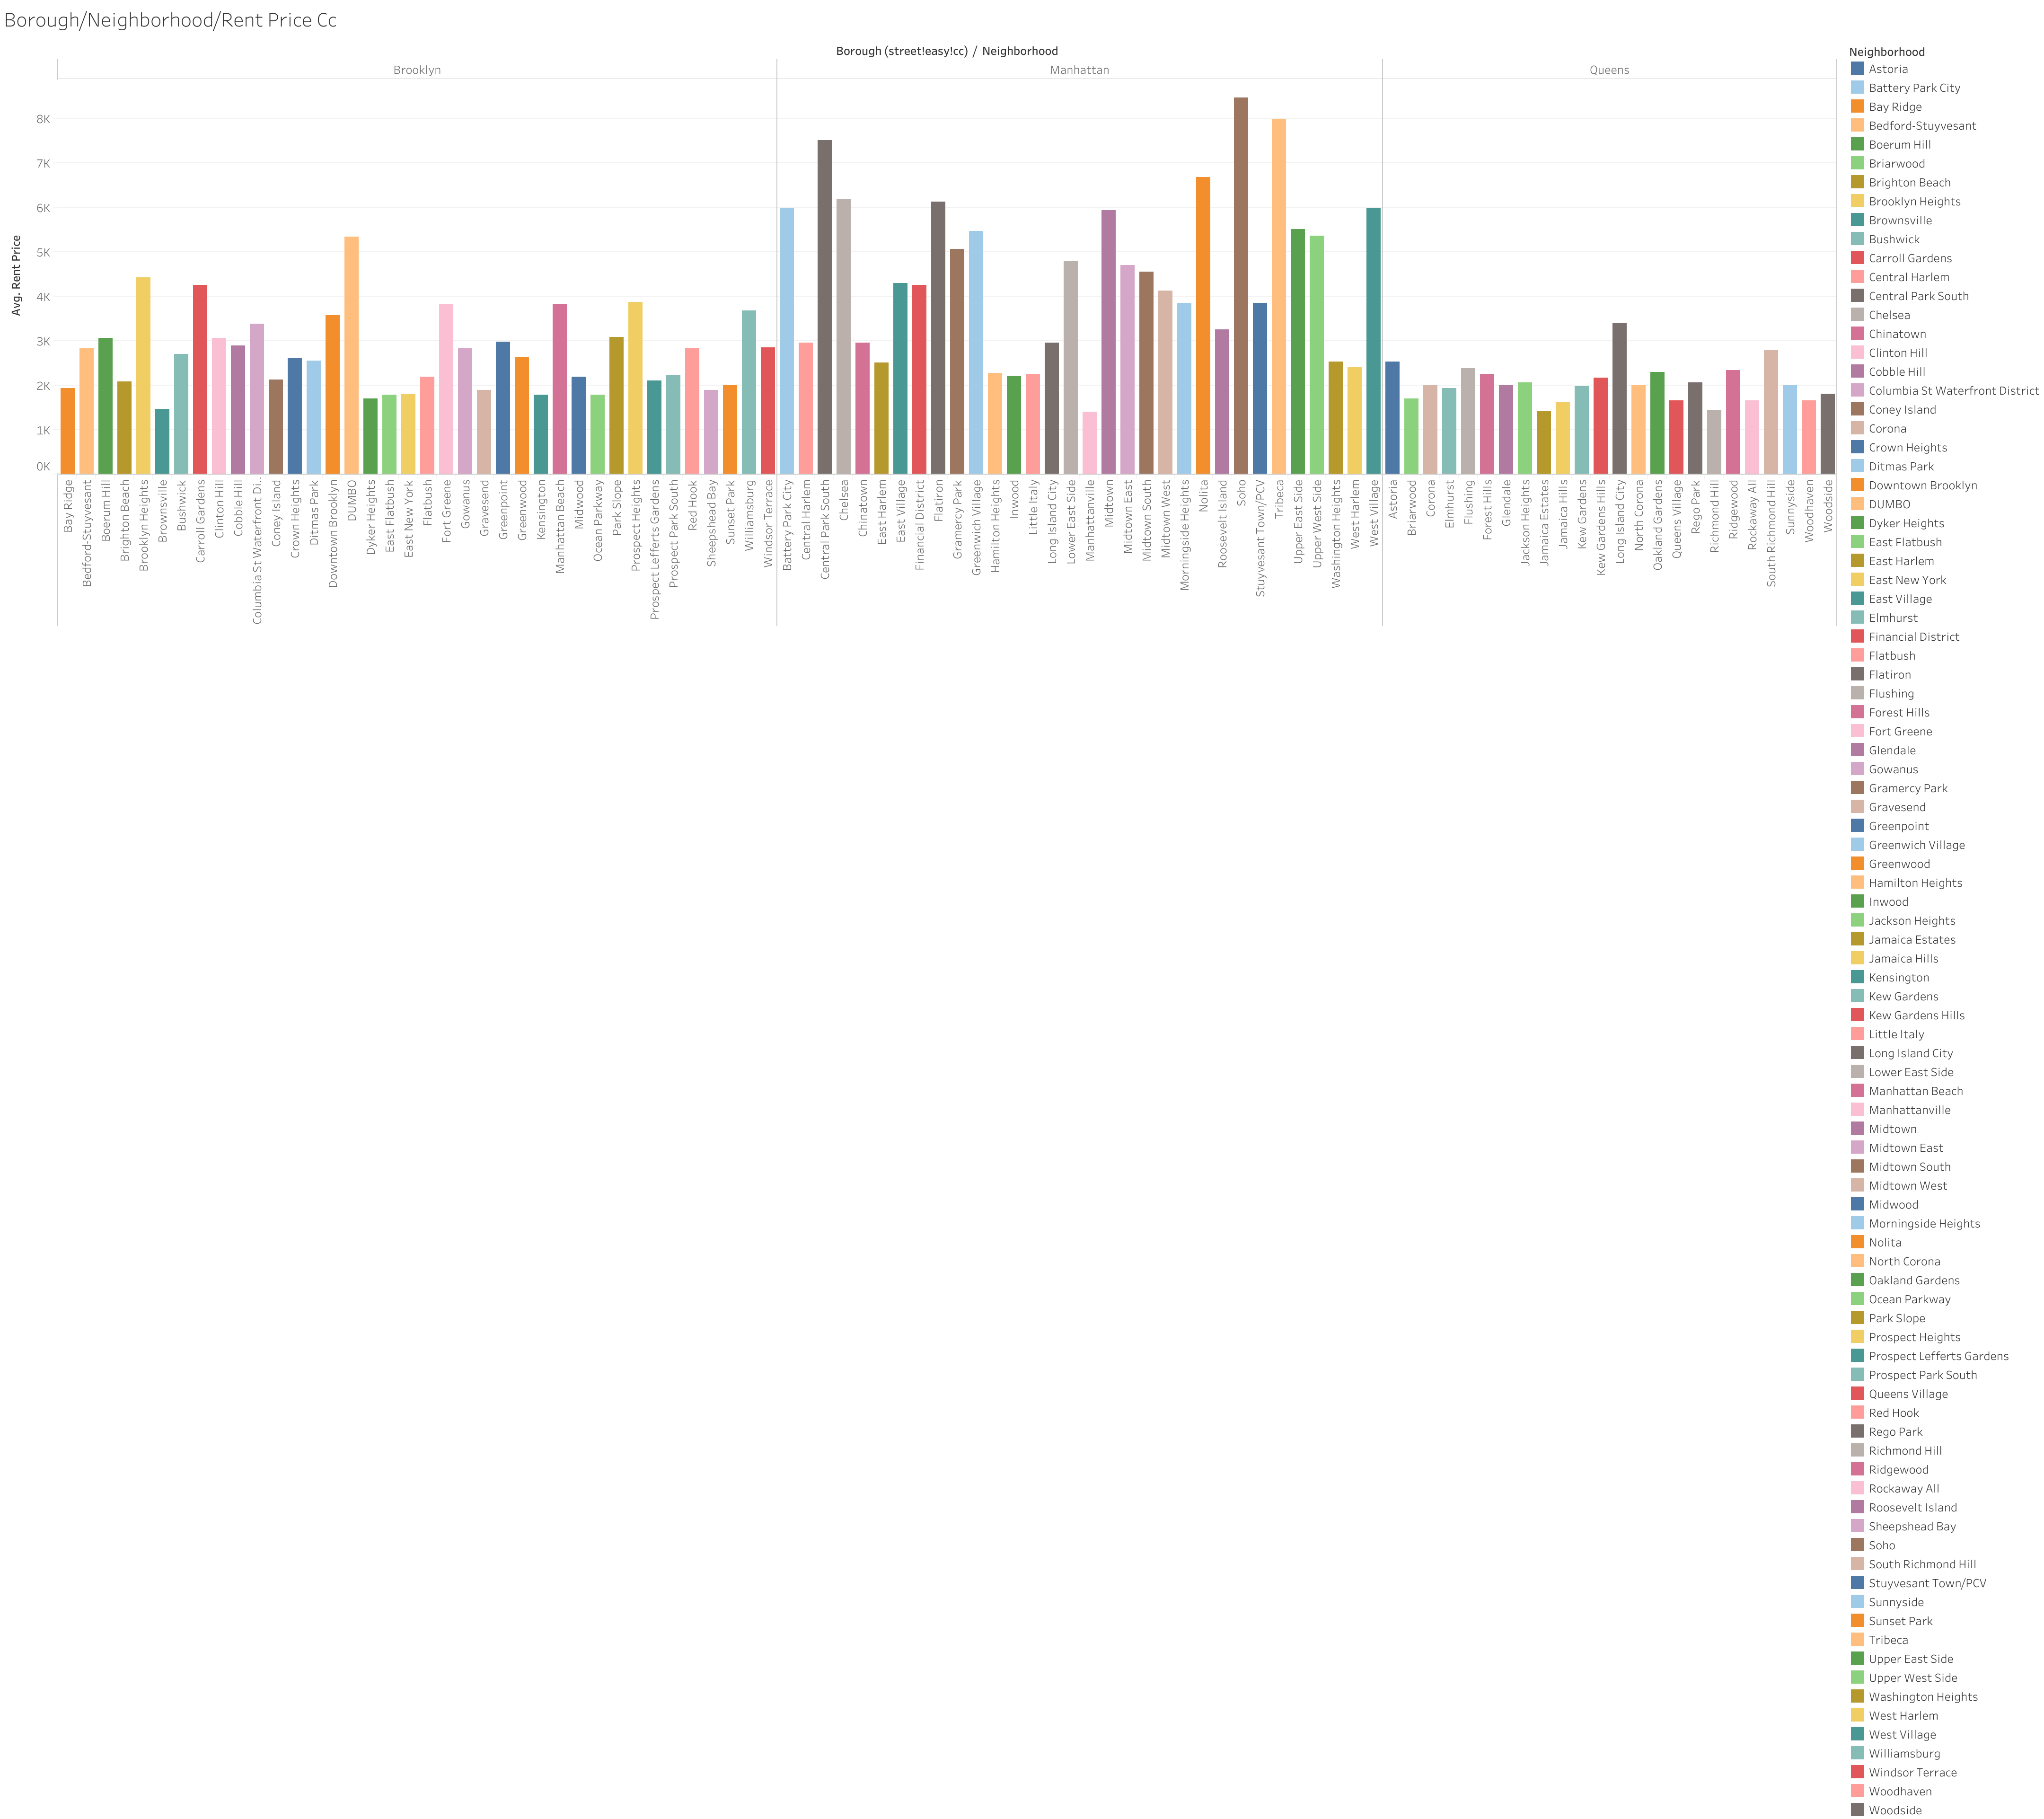 Borough/Neighborhood/Rent Price Cc
Borough (street!easy!cc) / Neighborhood
Brooklyn
Manhattan
Queens
Avg. Rent Price
8K
7K
6K
5K
4K
3K
2K
1K
0K
Bay Ridge
Bedford-Stuyvesant
Boerum Hill
Brighton Beach
Brooklyn Heights
Brownsville
Bushwick
Carroll Gardens
Clinton Hill
Cobble Hill
Columbia St Waterfront Di..
Coney Island
Crown Heights
Ditmas Park
Downtown Brooklyn
DUMBO
Dyker Heights
East Flatbush
East New York
Flatbush
Fort Greene
Gowanus
Gravesend
Greenpoint
Greenwood
Kensington
Manhattan Beach
Midwood
Ocean Parkway
Park Slope
Prospect Heights
Prospect Lefferts Gardens
Prospect Park South
Red Hook
Sheepshead Bay
Sunset Park
Williamsburg
Windsor Terrace
Battery Park City
Central Harlem
Central Park South
Chelsea
Chinatown
East Harlem
East Village
Financial District
Flatiron
Gramercy Park
Greenwich Village
Hamilton Heights
Inwood
Little Italy
Long Island City
Lower East Side
Manhattanville
Midtown
Midtown East
Midtown South
Midtown West
Morningside Heights
Nolita
Roosevelt Island
Soho
Stuyvesant Town/PCV
Tribeca
Upper East Side
Upper West Side
Washington Heights
West Harlem
West Village
Astoria
Briarwood
Corona
Elmhurst
Flushing
Forest Hills
Glendale
Jackson Heights
Jamaica Estates
Jamaica Hills
Kew Gardens
Kew Gardens Hills
Long Island City
North Corona
Oakland Gardens
Queens Village
Rego Park
Richmond Hill
Ridgewood
Rockaway All
South Richmond Hill
Sunnyside
Woodhaven
Woodside
Neighborhood
Astoria
Battery Park City
Bay Ridge
Bedford-Stuyvesant
Boerum Hill
Briarwood
Brighton Beach
Brooklyn Heights
Brownsville
Bushwick
Carroll Gardens
Central Harlem
Central Park South
Chelsea
Chinatown
Clinton Hill
Cobble Hill
Columbia St Waterfront District
Coney Island
Corona
Crown Heights
Ditmas Park
Downtown Brooklyn
DUMBO
Dyker Heights
East Flatbush
East Harlem
East New York
East Village
Elmhurst
Financial District
Flatbush
Flatiron
Flushing
Forest Hills
Fort Greene
Glendale
Gowanus
Gramercy Park
Gravesend
Greenpoint
Greenwich Village
Greenwood
Hamilton Heights
Inwood
Jackson Heights
Jamaica Estates
Jamaica Hills
Kensington
Kew Gardens
Kew Gardens Hills
Little Italy
Long Island City
Lower East Side
Manhattan Beach
Manhattanville
Midtown
Midtown East
Midtown South
Midtown West
Midwood
Morningside Heights
Nolita
North Corona
Oakland Gardens
Ocean Parkway
Park Slope
Prospect Heights
Prospect Lefferts Gardens
Prospect Park South
Queens Village
Red Hook
Rego Park
Richmond Hill
Ridgewood
Rockaway All
Roosevelt Island
Sheepshead Bay
Soho
South Richmond Hill
Stuyvesant Town/PCV
Sunnyside
Sunset Park
Tribeca
Upper East Side
Upper West Side
Washington Heights
West Harlem
West Village
Williamsburg
Windsor Terrace
Woodhaven
Woodside